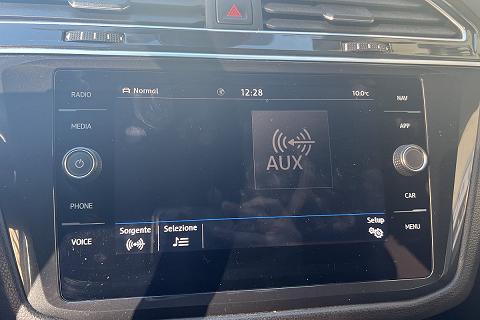 RADIO
MEDIA
PHONE
VOICE
Normal 12:28 10.0°C
AUX
Sorgente Selezione Setup
NAV
APP
CAR
MENU